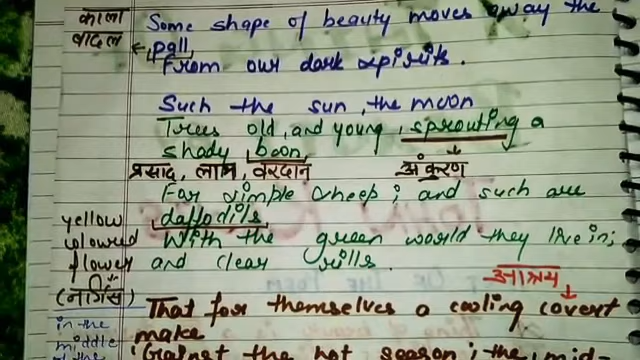 काला
बादल
Some shape of beauty moves away the
pall
From our dark spirits.
Such the sun, the moon
Trees old, and young, sprouting a
shady boon
प्रसाद, लाभ, वरदान
अंकुरण
For simple sheep; and such are
daffodils
yellow
coloured
flower
(नर्गिस)
With the green world they live in;
and clear rills.
आश्रय
That for themselves a cooling covert
make
in the
middle
of the
'Gainst the hot season; the mid-